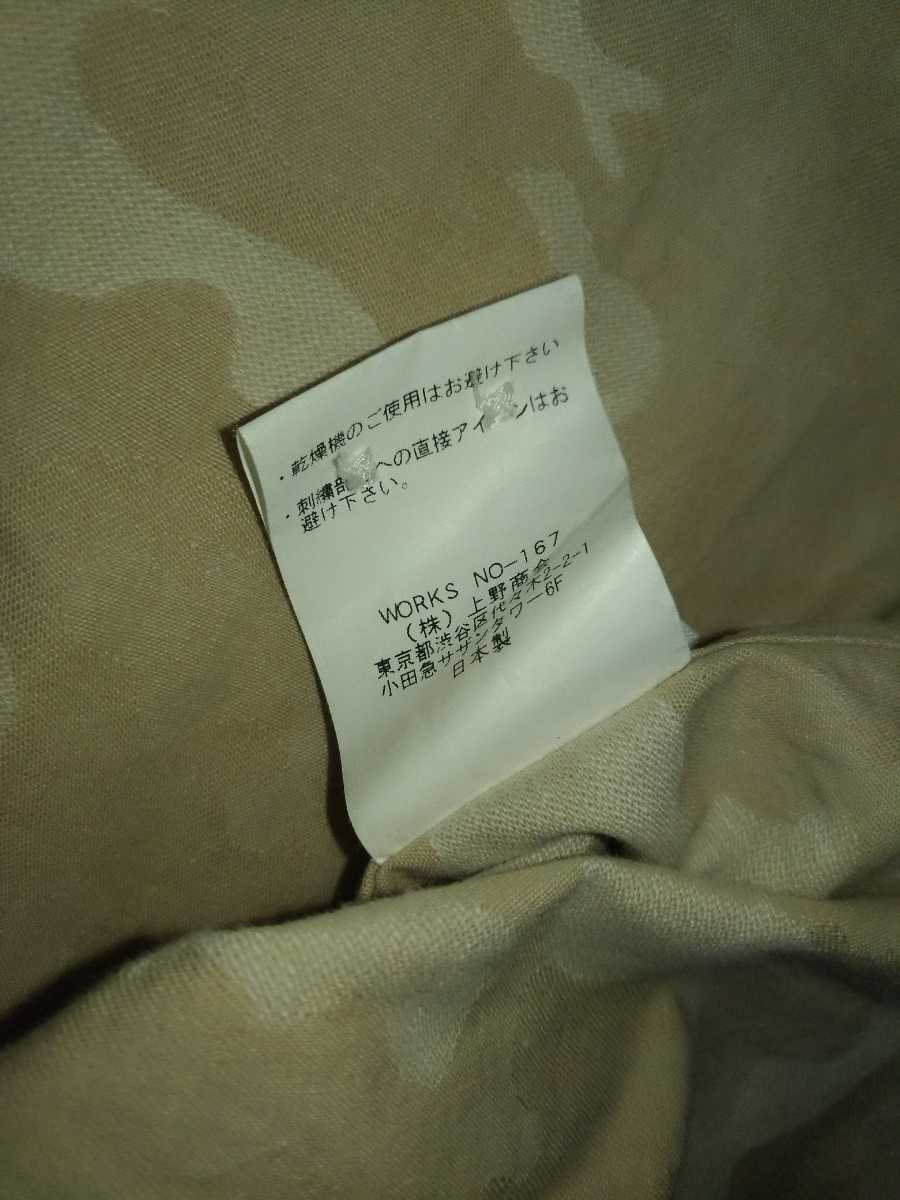 ・乾燥機のご使用はお避け下さい
・刺繍部への直接アインはお
避け下さい。
WORKS NO-167
(株)上野商会
東京都渋谷区代々木2-2-1
小田急サザンタワー6F
日本製